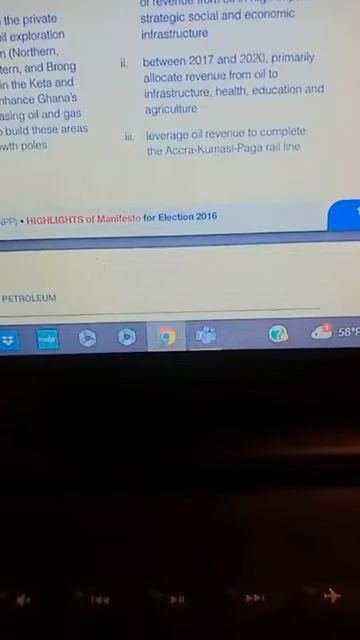 the private
oil exploration
n (Northern,
tern, and Brong
in the Keta and
nhance Ghana's
asing oil and gas
o build these areas
wth poles
strategic social and economic
infrastructure
ii. between 2017 and 2020, primarily
allocate revenue from oil to
infrastructure, health, education and
agriculture
iii. leverage oil revenue to complete
the Accra-Kumasi-Paga rail line
NPP) • HIGHLIGHTS of Manifesto for Election 2016
PETROLEUM
58°F